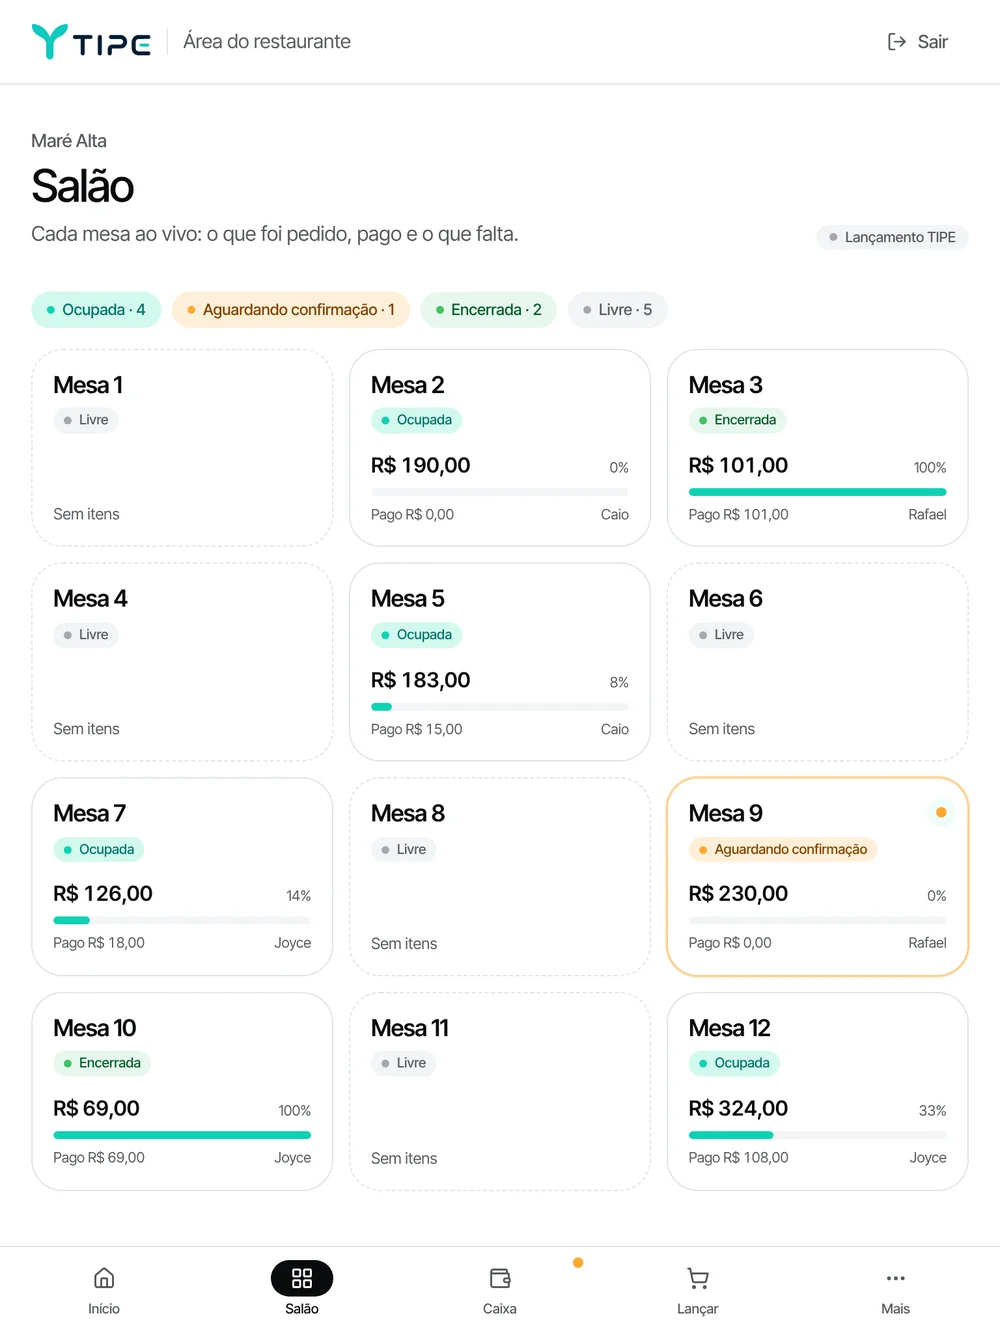 TIPE
Área do restaurante
Sair
Maré Alta
Salão
Cada mesa ao vivo: o que foi pedido, pago e o que falta.
Lançamento TIPE
Ocupada · 4
Aguardando confirmação · 1
Encerrada · 2
Livre · 5
Mesa 1
Livre
Sem itens
Mesa 2
Ocupada
R$ 190,00
0%
Pago R$ 0,00
Caio
Mesa 3
Encerrada
R$ 101,00
100%
Pago R$ 101,00
Rafael
Mesa 4
Livre
Sem itens
Mesa 5
Ocupada
R$ 183,00
8%
Pago R$ 15,00
Caio
Mesa 6
Livre
Sem itens
Mesa 7
Ocupada
R$ 126,00
14%
Pago R$ 18,00
Joyce
Mesa 8
Livre
Sem itens
Mesa 9
Aguardando confirmação
R$ 230,00
0%
Pago R$ 0,00
Rafael
Mesa 10
Encerrada
R$ 69,00
100%
Pago R$ 69,00
Joyce
Mesa 11
Livre
Sem itens
Mesa 12
Ocupada
R$ 324,00
33%
Pago R$ 108,00
Joyce
Início
Salão
Caixa
Lançar
Mais